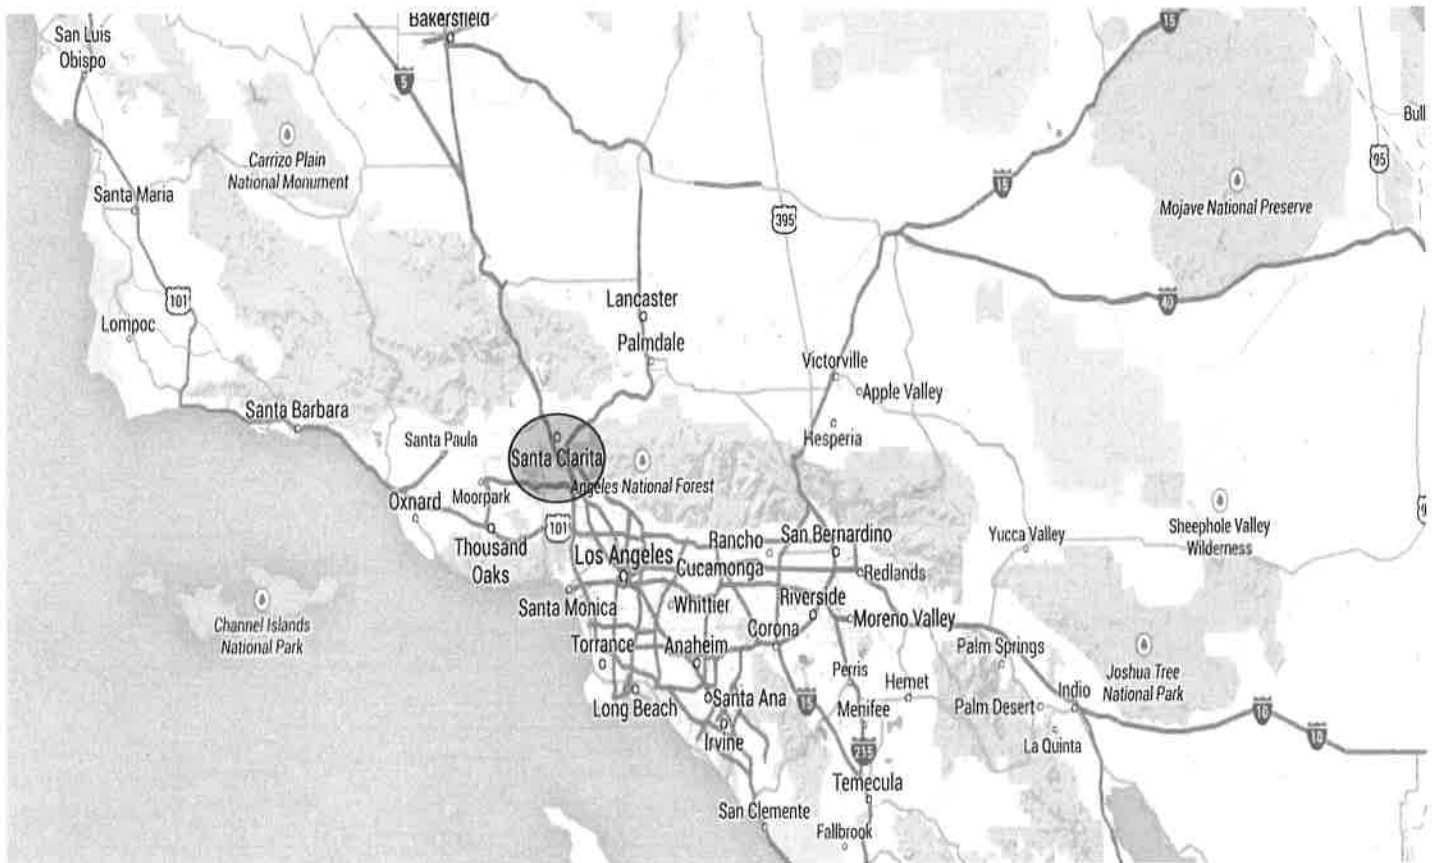 Bakersfield
San Luis
Obispo
15
5
Bull
95
Carrizo Plain
National Monument
15
Santa Maria
Mojave National Preserve
395
101
Lancaster
40
Lompoc
Palmdale
Victorville
Apple Valley
Santa Barbara
Hesperia
Santa Paula
Santa Clarita
Angeles National Forest
Moorpark
Oxnard
101
Sheephole Valley
Wilderness
Yucca Valley
Rancho
Cucamonga
San Bernardino
Thousand
Oaks
Los Angeles
Redlands
Santa Monica
Whittier
Riverside
Moreno Valley
Channel Islands
National Park
Corona
Torrance
Anaheim
Palm Springs
Perris
Joshua Tree
National Park
Hemet
Indio
Long Beach
Santa Ana
15
Menifee
Palm Desert
10
10
Irvine
La Quinta
215
Temecula
San Clemente
Fallbrook